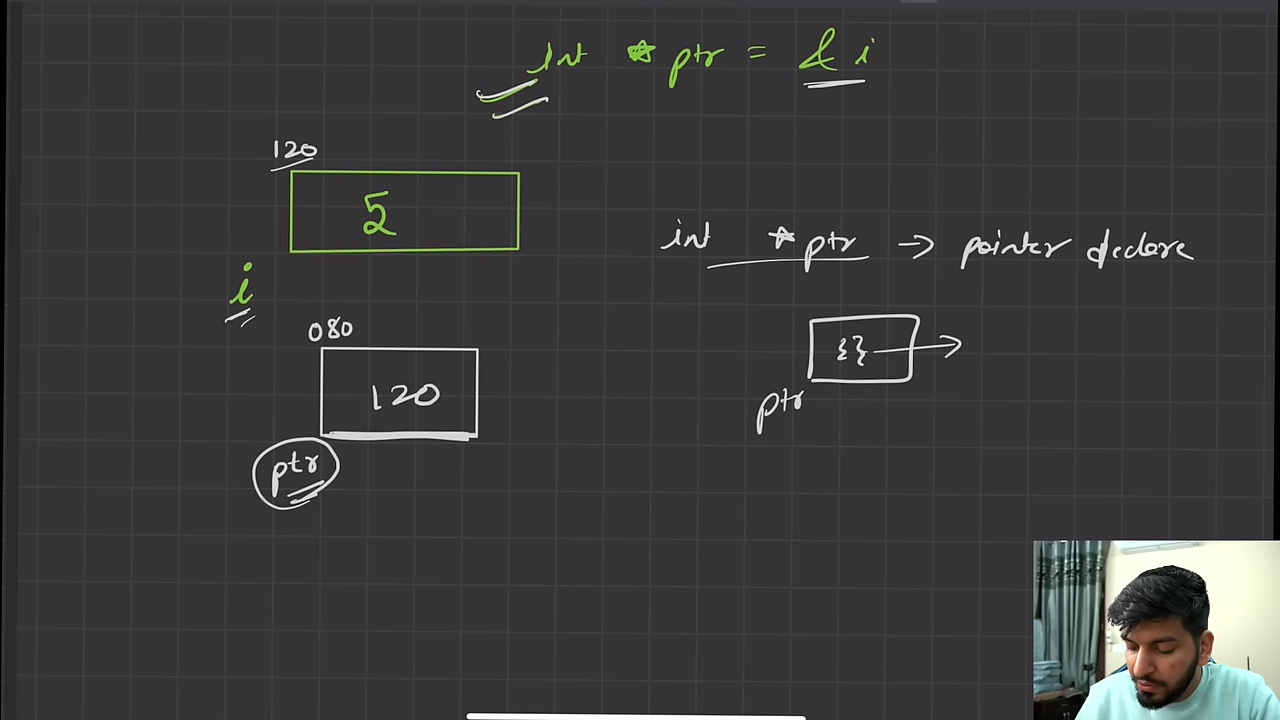 int *ptr = &i
120
5
int *ptr → pointer declare
i
080
{} →
120
ptr
ptr